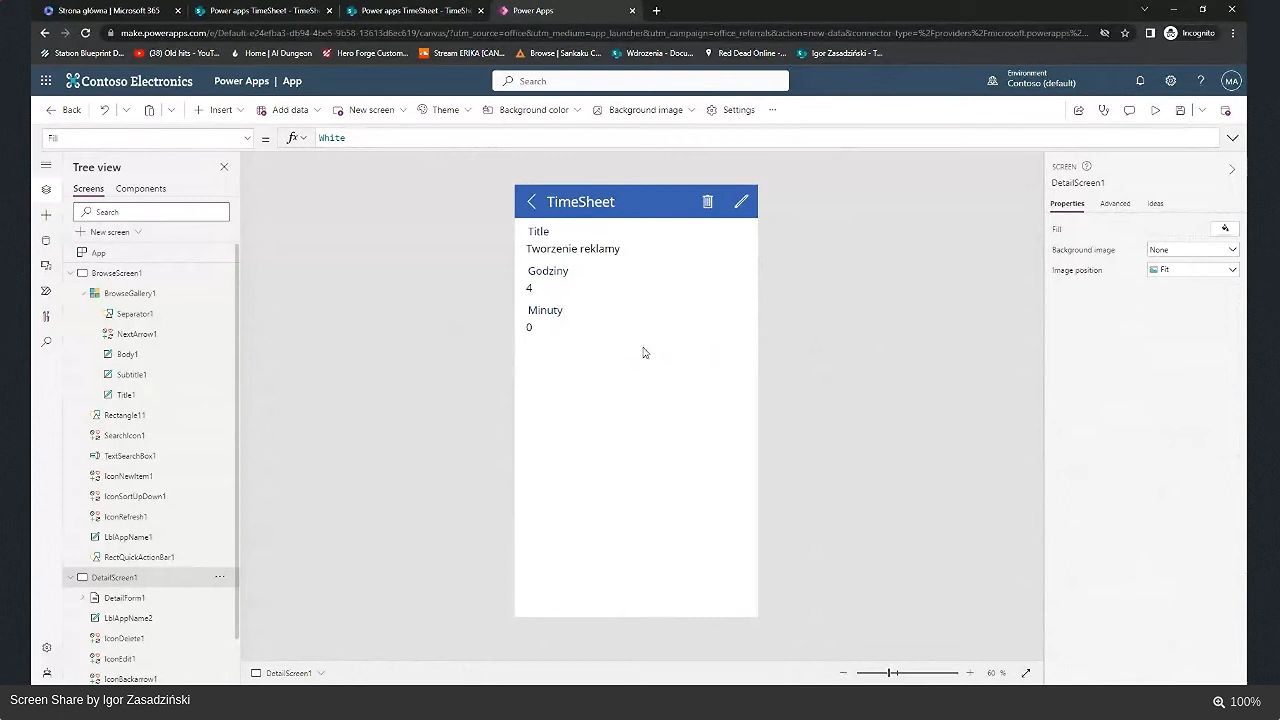 Strona główna | Microsoft 365
Power apps TimeSheet - TimeSh
Power apps TimeSheet - TimeSh
Power Apps
make.powerapps.com/e/Default-e24efba3-db94-4be5-9b58-13613d6ec619/canvas/?utm_source=office&utm_medium=app_launcher&utm_campaign=office_referrals&action=new-data&connector-type=%2Fproviders%2Fmicrosoft.powerapps%2...
Incognito
Station Blueprint D...
(38) Old hits - YouT...
Home | AI Dungeon
Hero Forge Custom...
Stream ERIKA [CAN...
Browse | Sankaku C...
Wdrozenia - Docum...
Red Dead Online -...
Igor Zasadziński - T...
Contoso Electronics
Power Apps | App
Search
Environment
Contoso (default)
MA
Back
Insert
Add data
New screen
Theme
Background color
Background image
Settings
Fill
=
fx
White
Tree view
Screens
Components
Search
New screen
App
BrowseScreen1
BrowseGallery1
Separator1
NextArrow1
Body1
Subtitle1
Title1
Rectangle11
SearchIcon1
TextSearchBox1
IconNewItem1
IconSortUpDown1
IconRefresh1
LblAppName1
RectQuickActionBar1
DetailScreen1
DetailForm1
LblAppName2
IconDelete1
IconEdit1
IconBackarrow1
TimeSheet
Title
Tworzenie reklamy
Godziny
4
Minuty
0
DetailScreen1
60 %
SCREEN
DetailScreen1
Properties
Advanced
Ideas
Fill
Background image
None
Image position
Fit
Screen Share by Igor Zasadziński
100%